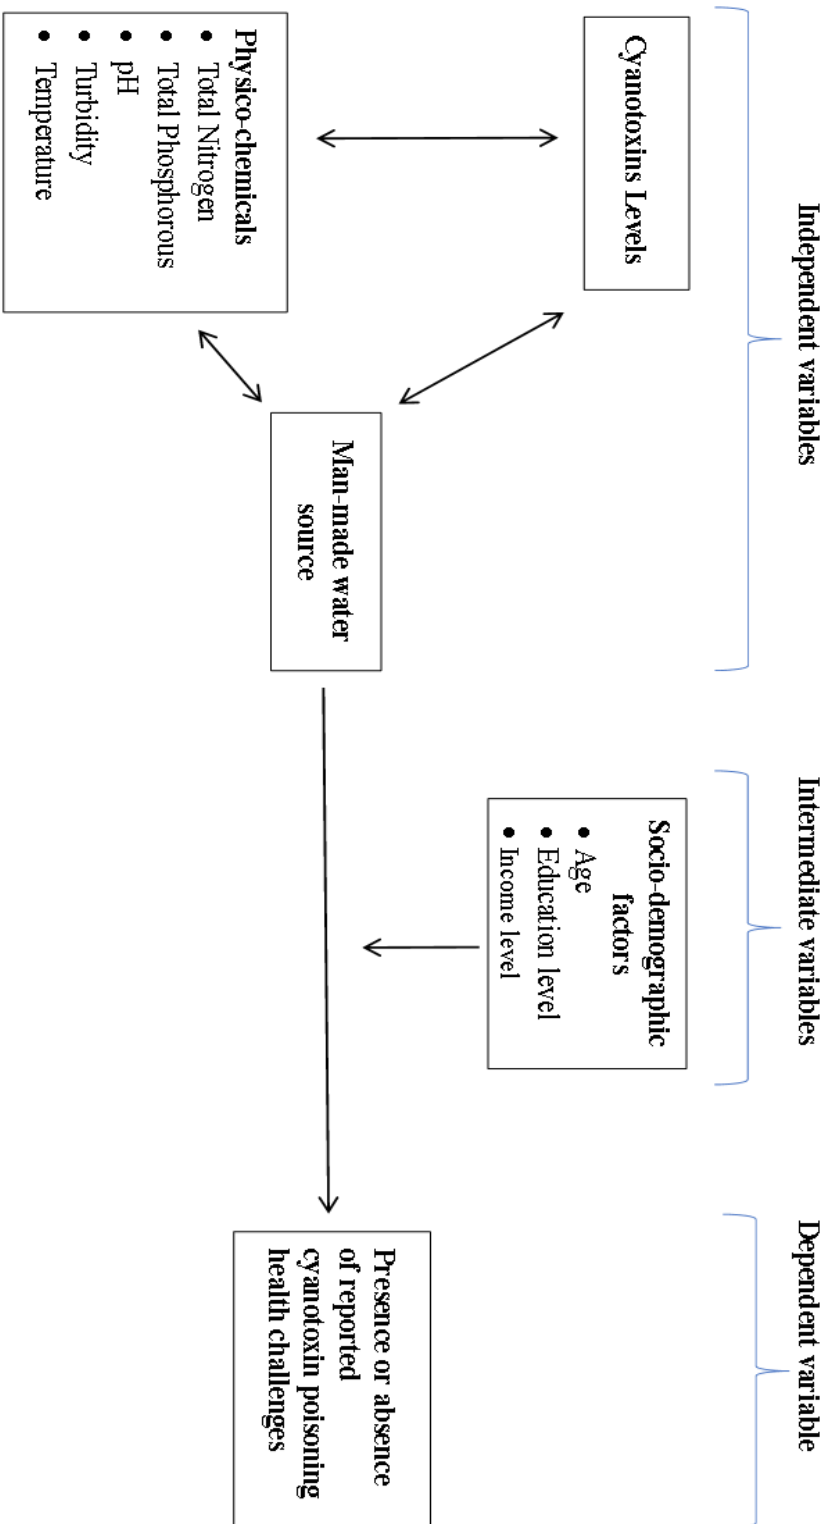 Independent variables
Intermediate variables
Dependent variable
Cyanotoxins Levels
Physico-chemicals
• Total Nitrogen
• Total Phosphorous
• pH
• Turbidity
• Temperature
Man-made water
source
Socio-demographic
factors
• Age
• Education level
• Income level
Presence or absence
of reported
cyanotoxin poisoning
health challenges